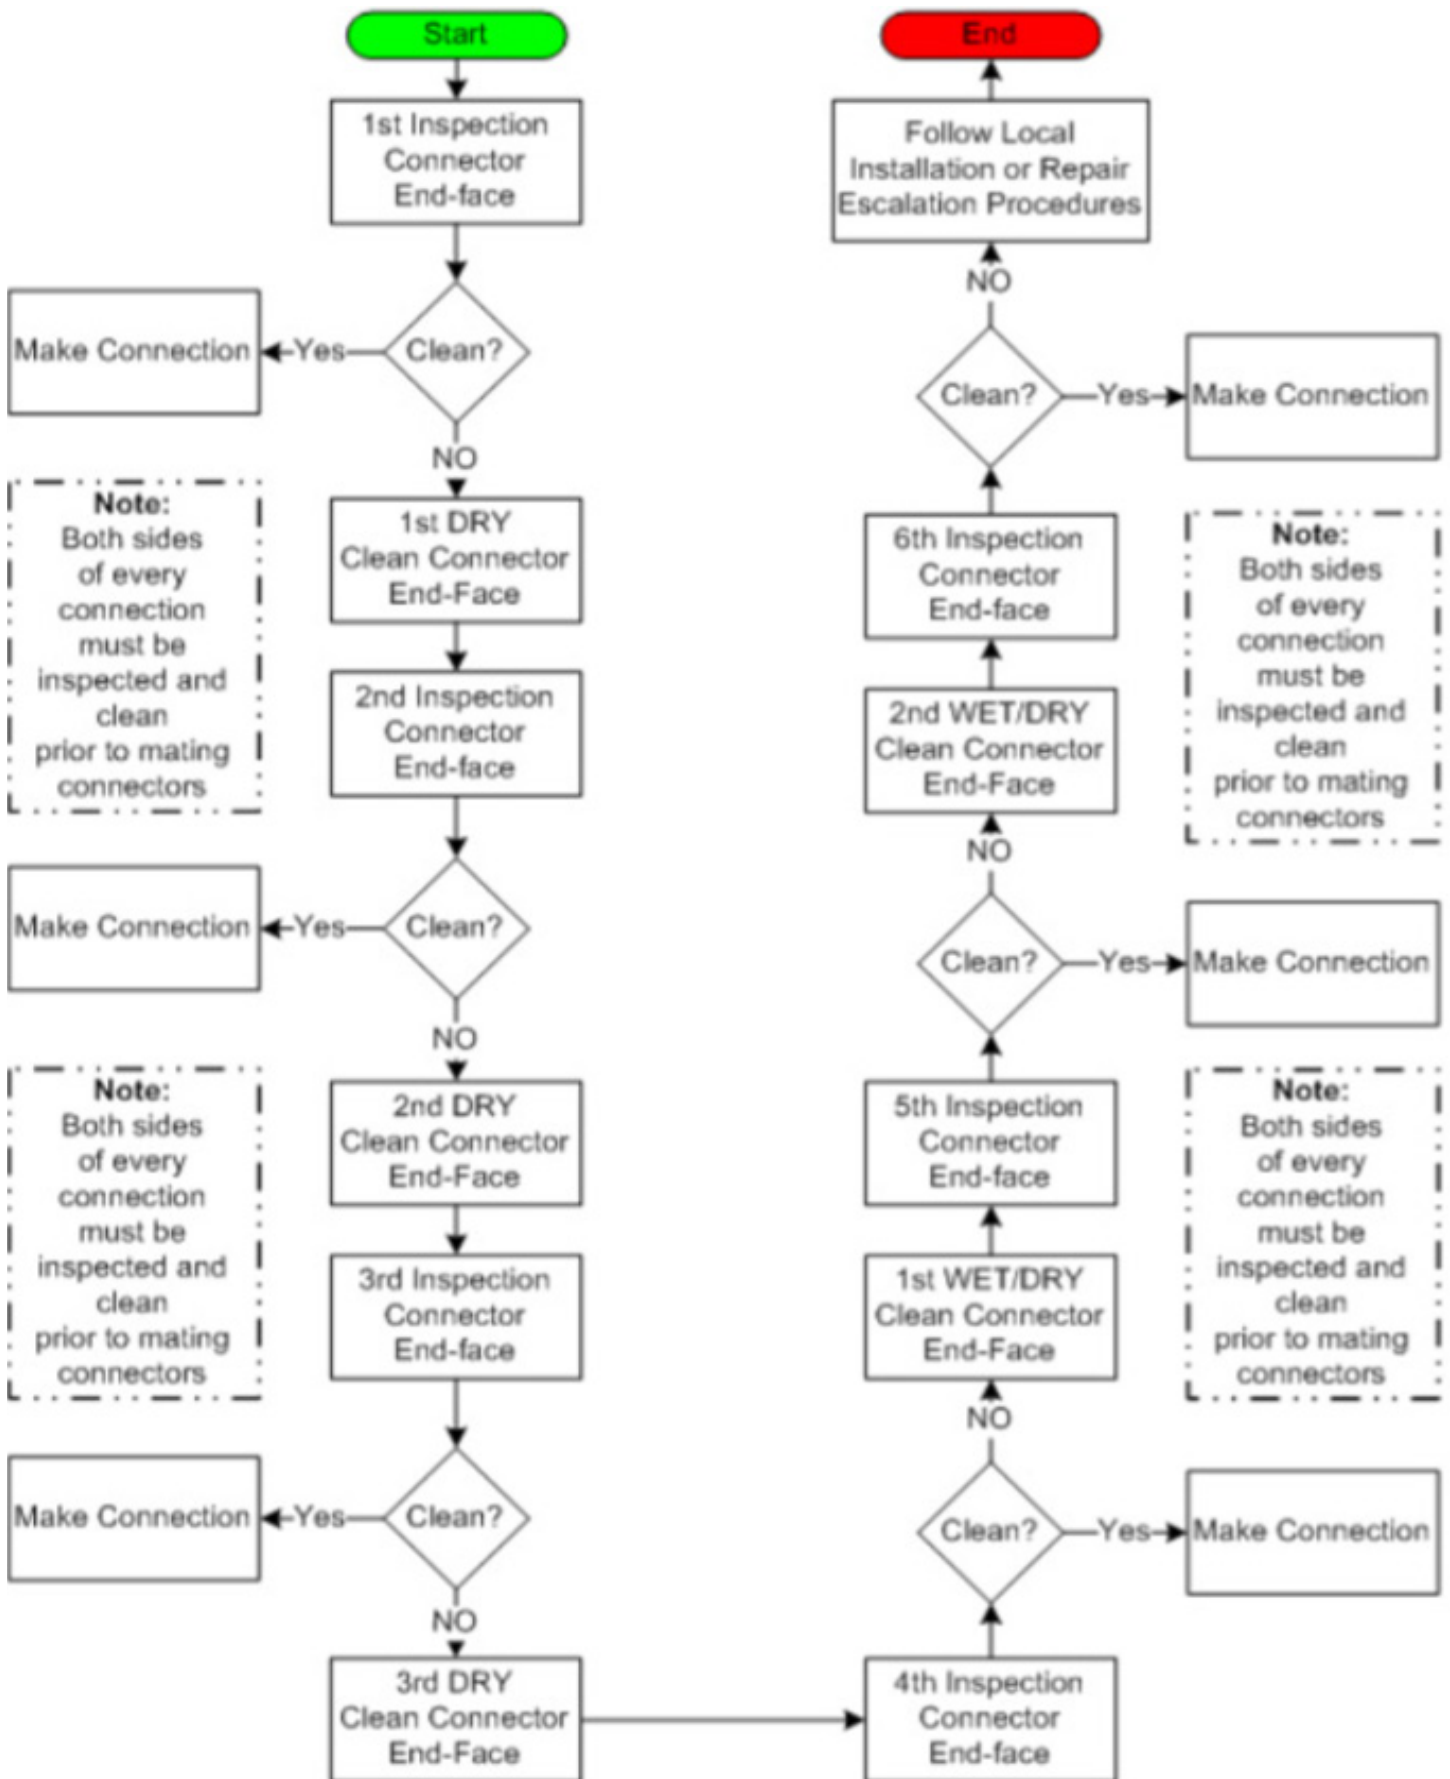 Start
1st Inspection
Connector
End-face
Clean?
Yes
Make Connection
NO
Note:
Both sides
of every
connection
must be
inspected and
clean
prior to mating
connectors
1st DRY
Clean Connector
End-Face
2nd Inspection
Connector
End-face
Clean?
Yes
Make Connection
NO
Note:
Both sides
of every
connection
must be
inspected and
clean
prior to mating
connectors
2nd DRY
Clean Connector
End-Face
3rd Inspection
Connector
End-face
Clean?
Yes
Make Connection
NO
3rd DRY
Clean Connector
End-Face
4th Inspection
Connector
End-face
Clean?
Yes
Make Connection
NO
1st WET/DRY
Clean Connector
End-Face
Note:
Both sides
of every
connection
must be
inspected and
clean
prior to mating
connectors
5th Inspection
Connector
End-face
Clean?
Yes
Make Connection
NO
2nd WET/DRY
Clean Connector
End-Face
Note:
Both sides
of every
connection
must be
inspected and
clean
prior to mating
connectors
6th Inspection
Connector
End-face
Clean?
Yes
Make Connection
NO
Follow Local
Installation or Repair
Escalation Procedures
End